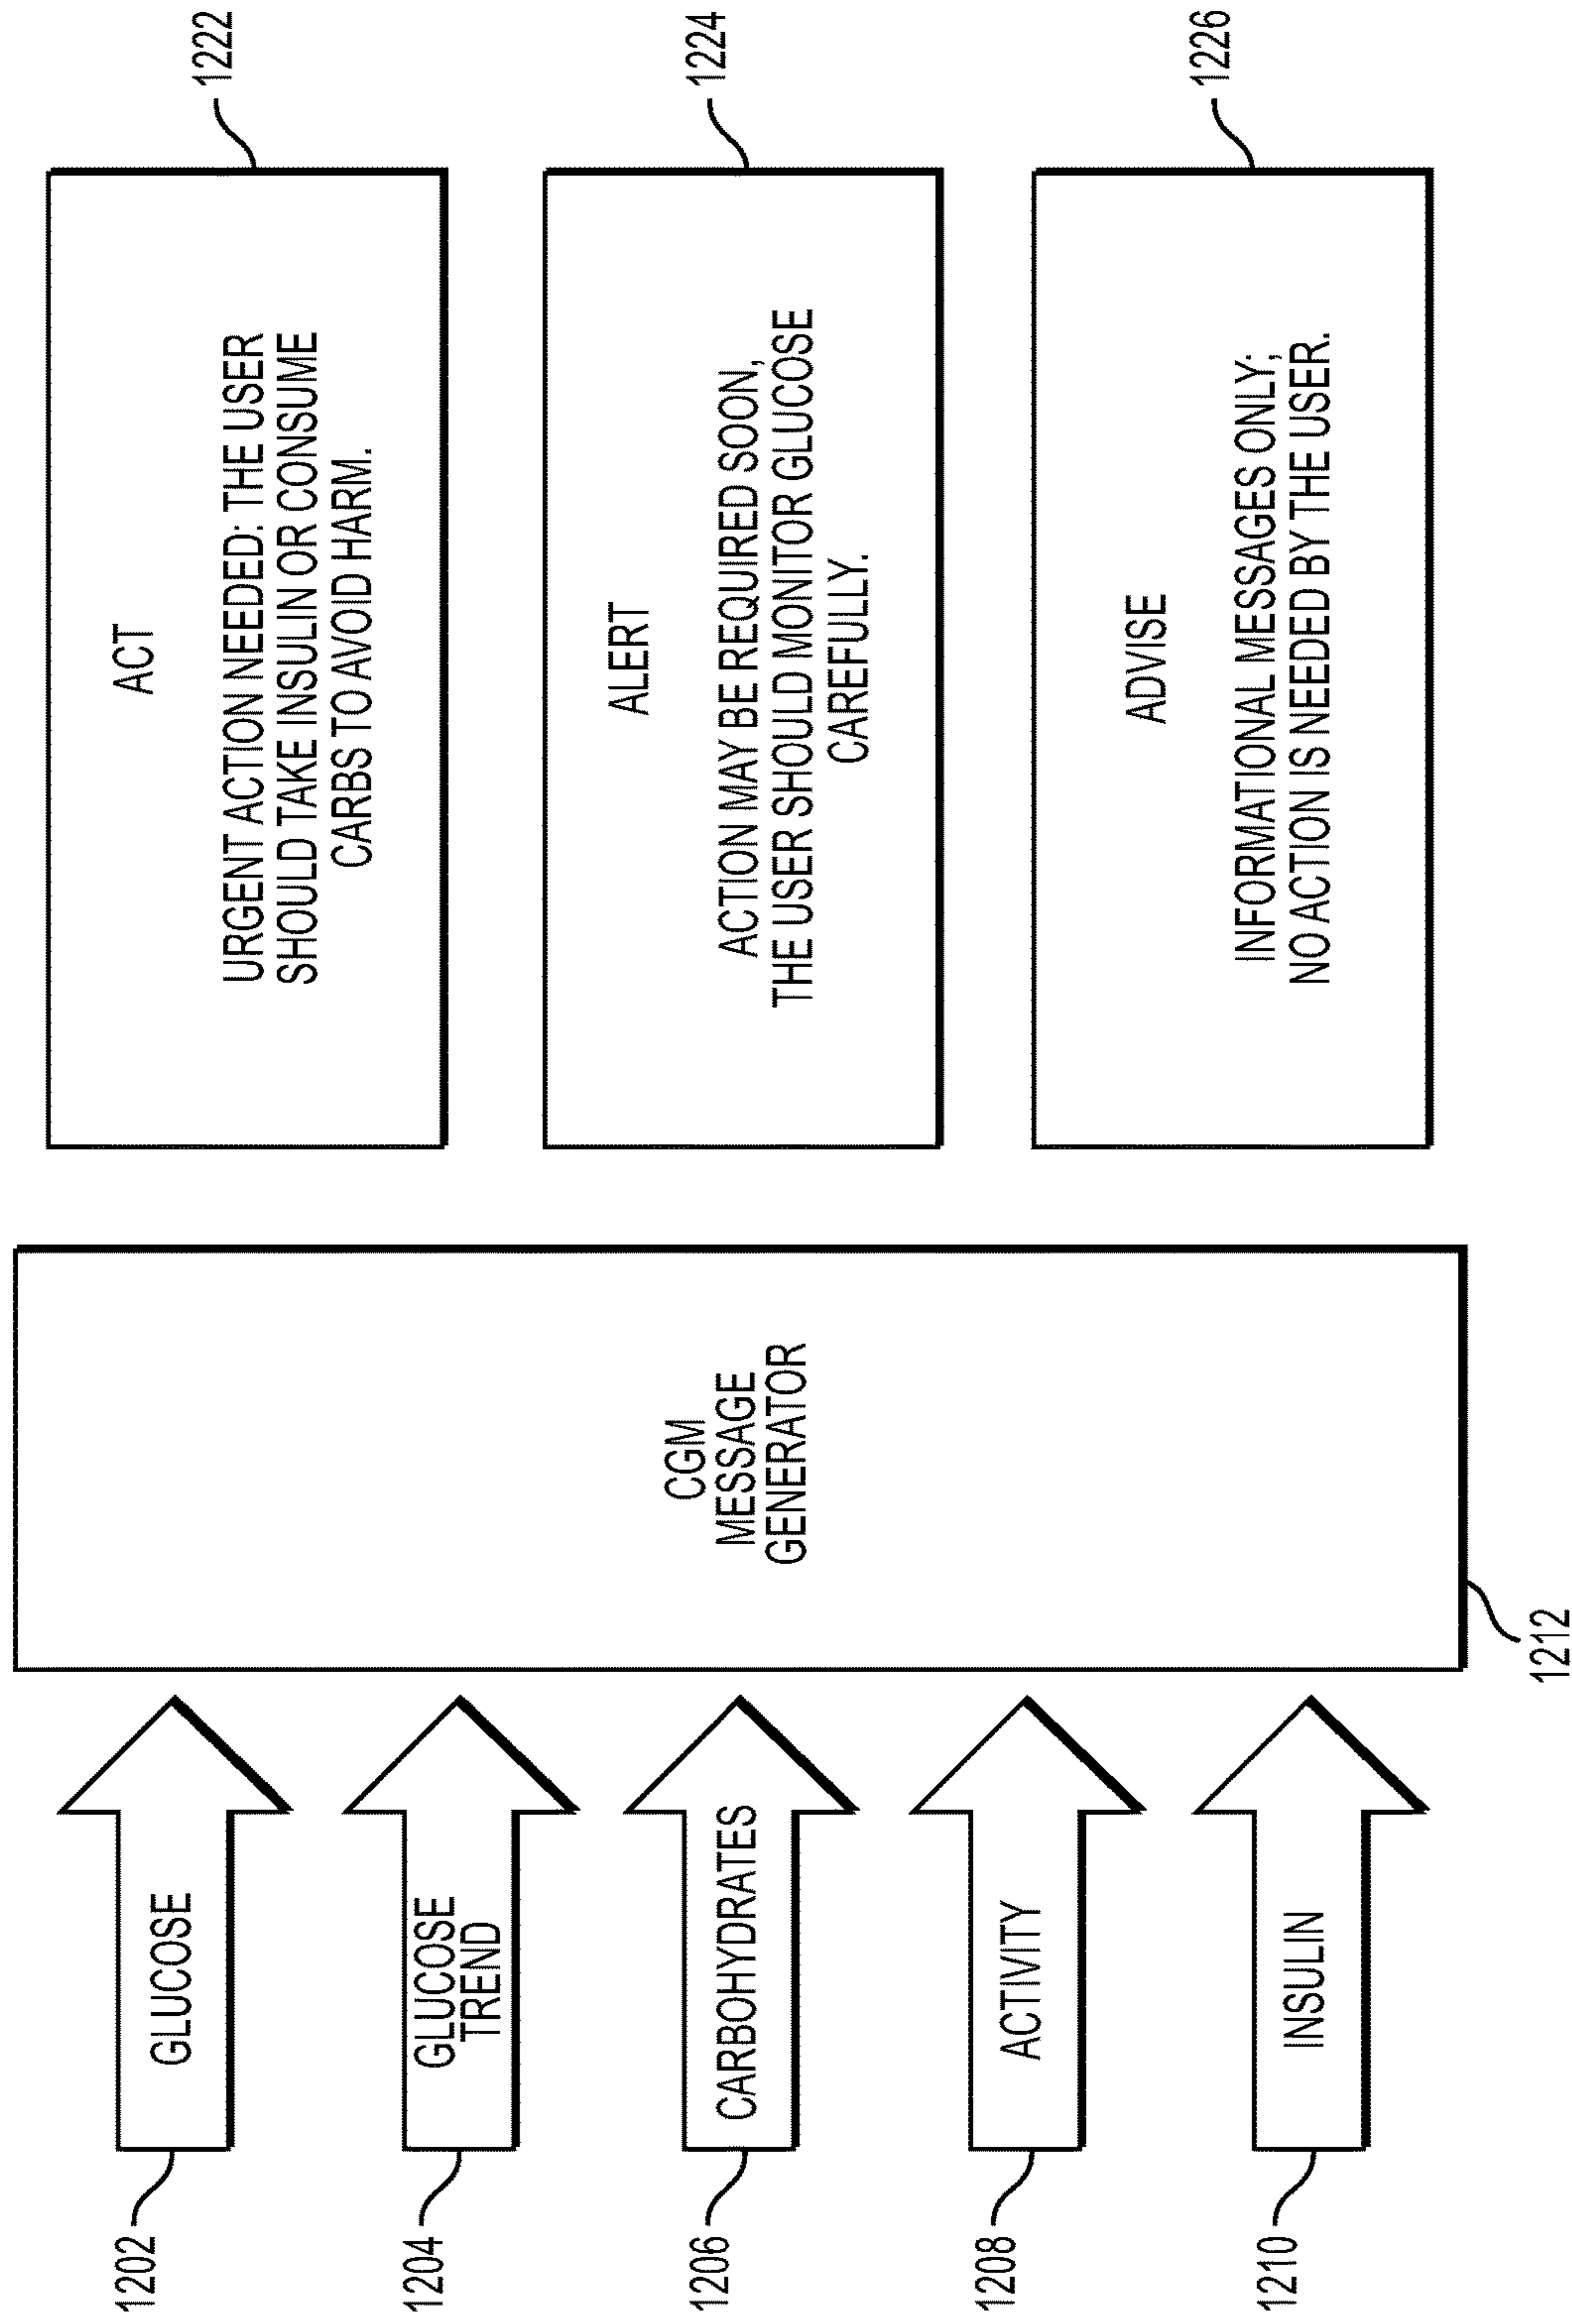 1202
GLUCOSE
1204
GLUCOSE
TREND
1206
CARBOHYDRATES
1208
ACTIVITY
1210
INSULIN
CGM
MESSAGE
GENERATOR
1212
ACT
URGENT ACTION NEEDED: THE USER
SHOULD TAKE INSULIN OR CONSUME
CARBS TO AVOID HARM.
1222
ALERT
ACTION MAY BE REQUIRED SOON,
THE USER SHOULD MONITOR GLUCOSE
CAREFULLY.
1224
ADVISE
INFORMATIONAL MESSAGES ONLY;
NO ACTION IS NEEDED BY THE USER.
1226